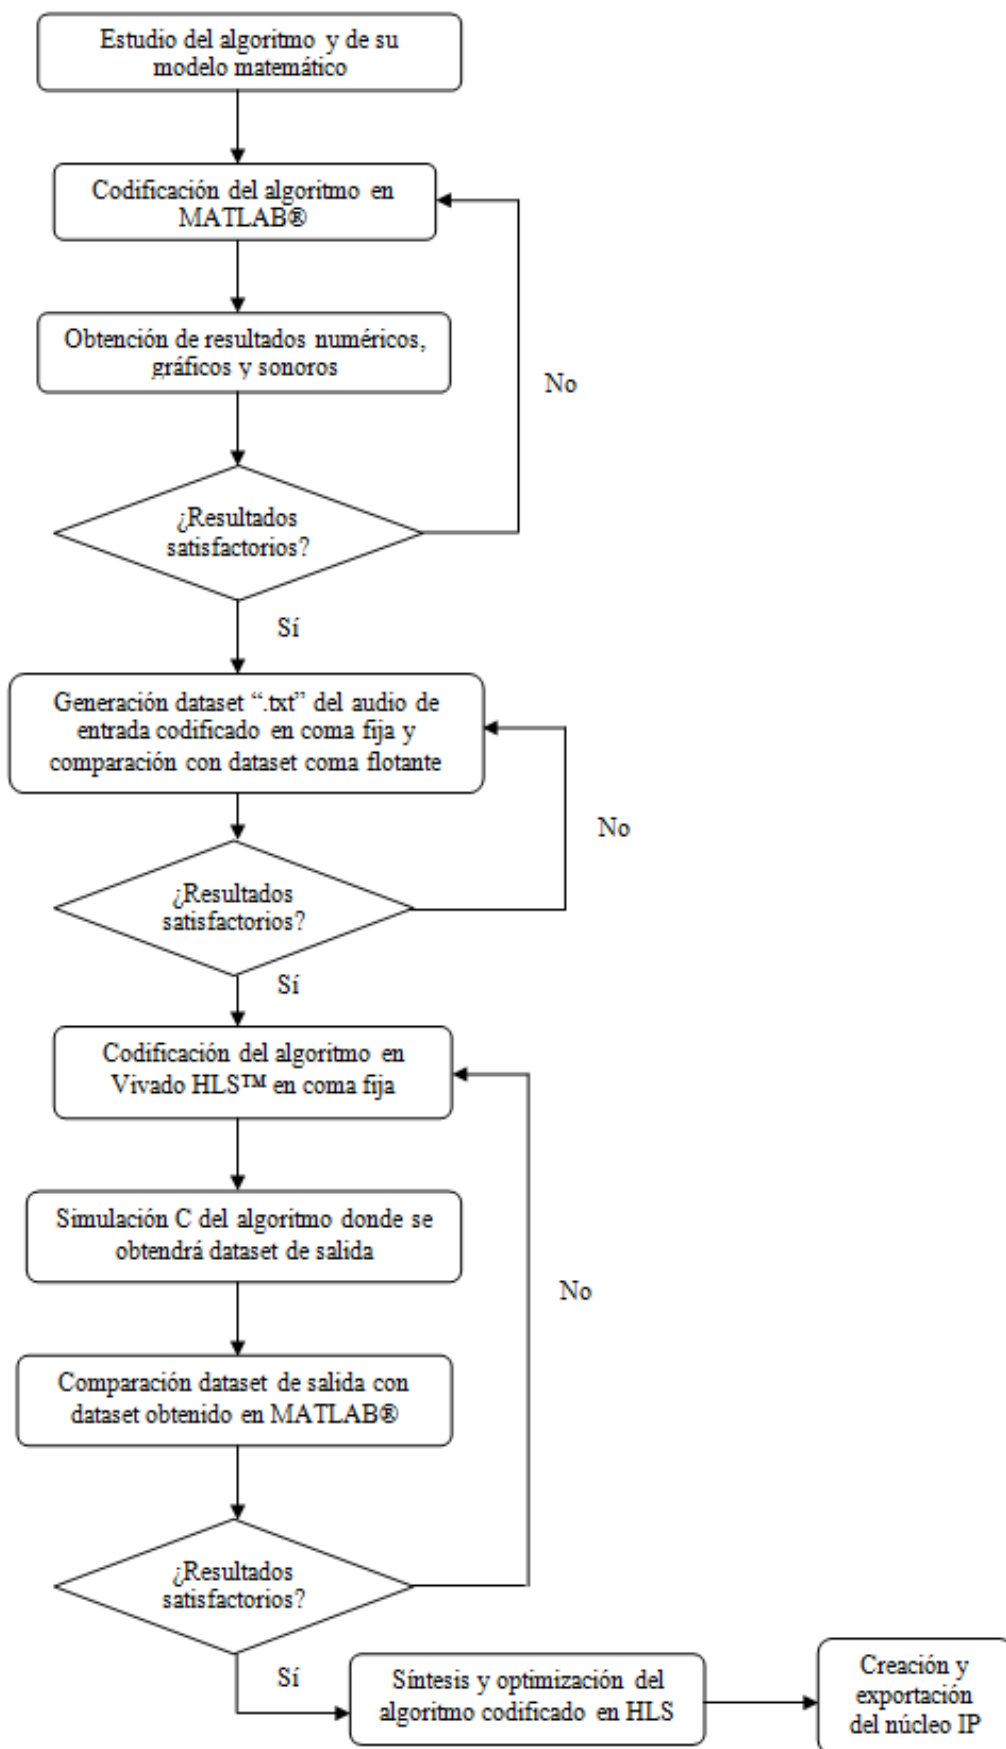 Estudio del algoritmo y de su
modelo matemático
Codificación del algoritmo en
MATLAB®
Obtención de resultados numéricos,
gráficos y sonoros
No
¿Resultados
satisfactorios?
Sí
Generación dataset “.txt” del audio de
entrada codificado en coma fija y
comparación con dataset coma flotante
No
¿Resultados
satisfactorios?
Sí
Codificación del algoritmo en
Vivado HLS™ en coma fija
Simulación C del algoritmo donde se
obtendrá dataset de salida
No
Comparación dataset de salida con
dataset obtenido en MATLAB®
¿Resultados
satisfactorios?
Sí
Síntesis y optimización del
algoritmo codificado en HLS
Creación y
exportación
del núcleo IP